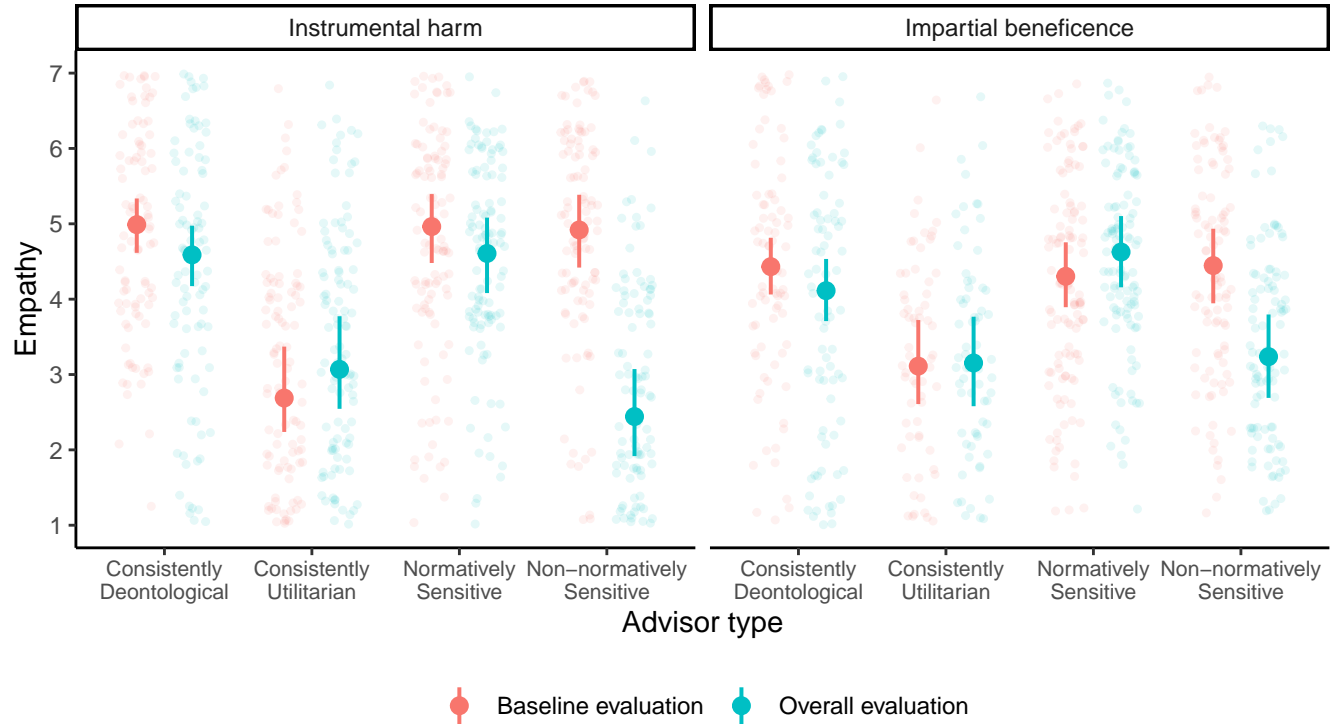 Instrumental harm
Impartial beneficence
Empathy
7
6
5
4
3
2
1
Consistently
Deontological
Consistently
Utilitarian
Normatively
Sensitive
Non−normatively
Sensitive
Consistently
Deontological
Consistently
Utilitarian
Normatively
Sensitive
Non−normatively
Sensitive
Advisor type
Baseline evaluation
Overall evaluation